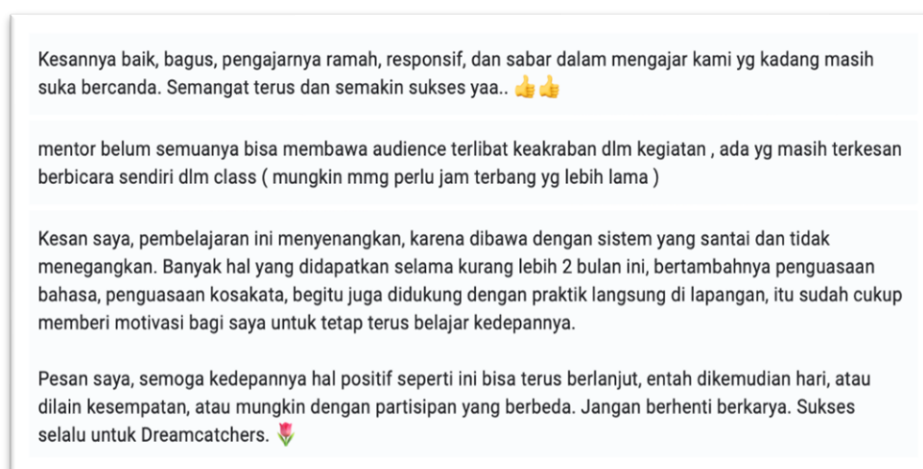 Kesannya baik, bagus, pengajarnya ramah, responsif, dan sabar dalam mengajar kami yg kadang masih
suka bercanda. Semangat terus dan semakin sukses yaa.. 👍👍
mentor belum semuanya bisa membawa audience terlibat keakraban dlm kegiatan , ada yg masih terkesan
berbicara sendiri dlm class ( mungkin mmg perlu jam terbang yg lebih lama )
Kesan saya, pembelajaran ini menyenangkan, karena dibawa dengan sistem yang santai dan tidak
menegangkan. Banyak hal yang didapatkan selama kurang lebih 2 bulan ini, bertambahnya penguasaan
bahasa, penguasaan kosakata, begitu juga didukung dengan praktik langsung di lapangan, itu sudah cukup
memberi motivasi bagi saya untuk tetap terus belajar kedepannya.
Pesan saya, semoga kedepannya hal positif seperti ini bisa terus berlanjut, entah dikemudian hari, atau
dilain kesempatan, atau mungkin dengan partisipan yang berbeda. Jangan berhenti berkarya. Sukses
selalu untuk Dreamcatchers. 🌷